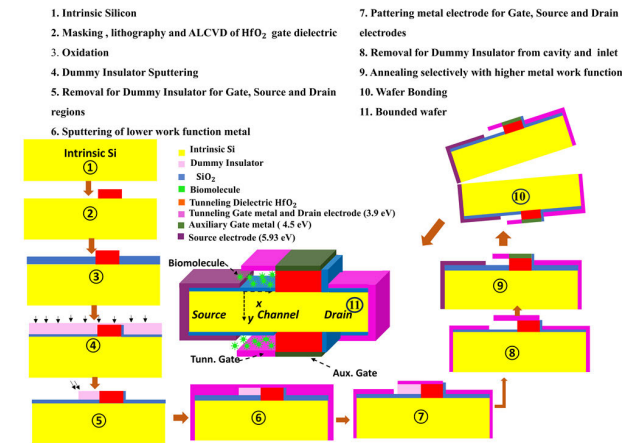 1. Intrinsic Silicon
2. Masking , lithography and ALCVD of HfO₂ gate dielectric
3. Oxidation
4. Dummy Insulator Sputtering
5. Removal for Dummy Insulator for Gate, Source and Drain
regions
6. Sputtering of lower work function metal
7. Pattering metal electrode for Gate, Source and Drain
electrodes
8. Removal for Dummy Insulator from cavity and inlet
9. Annealing selectively with higher metal work function
10. Wafer Bonding
11. Bounded wafer
Intrinsic Si
①
②
③
④
⑤
⑥
⑦
⑧
⑨
⑩
Intrinsic Si
Dummy Insulator
SiO₂
Biomolecule
Tunneling Dielectric HfO₂
Tunneling Gate metal and Drain electrode (3.9 eV)
Auxiliary Gate metal ( 4.5 eV)
Source electrode (5.93 eV)
Biomolecule
x
⑪
Source Channel Drain
y
Tunn. Gate
Aux. Gate